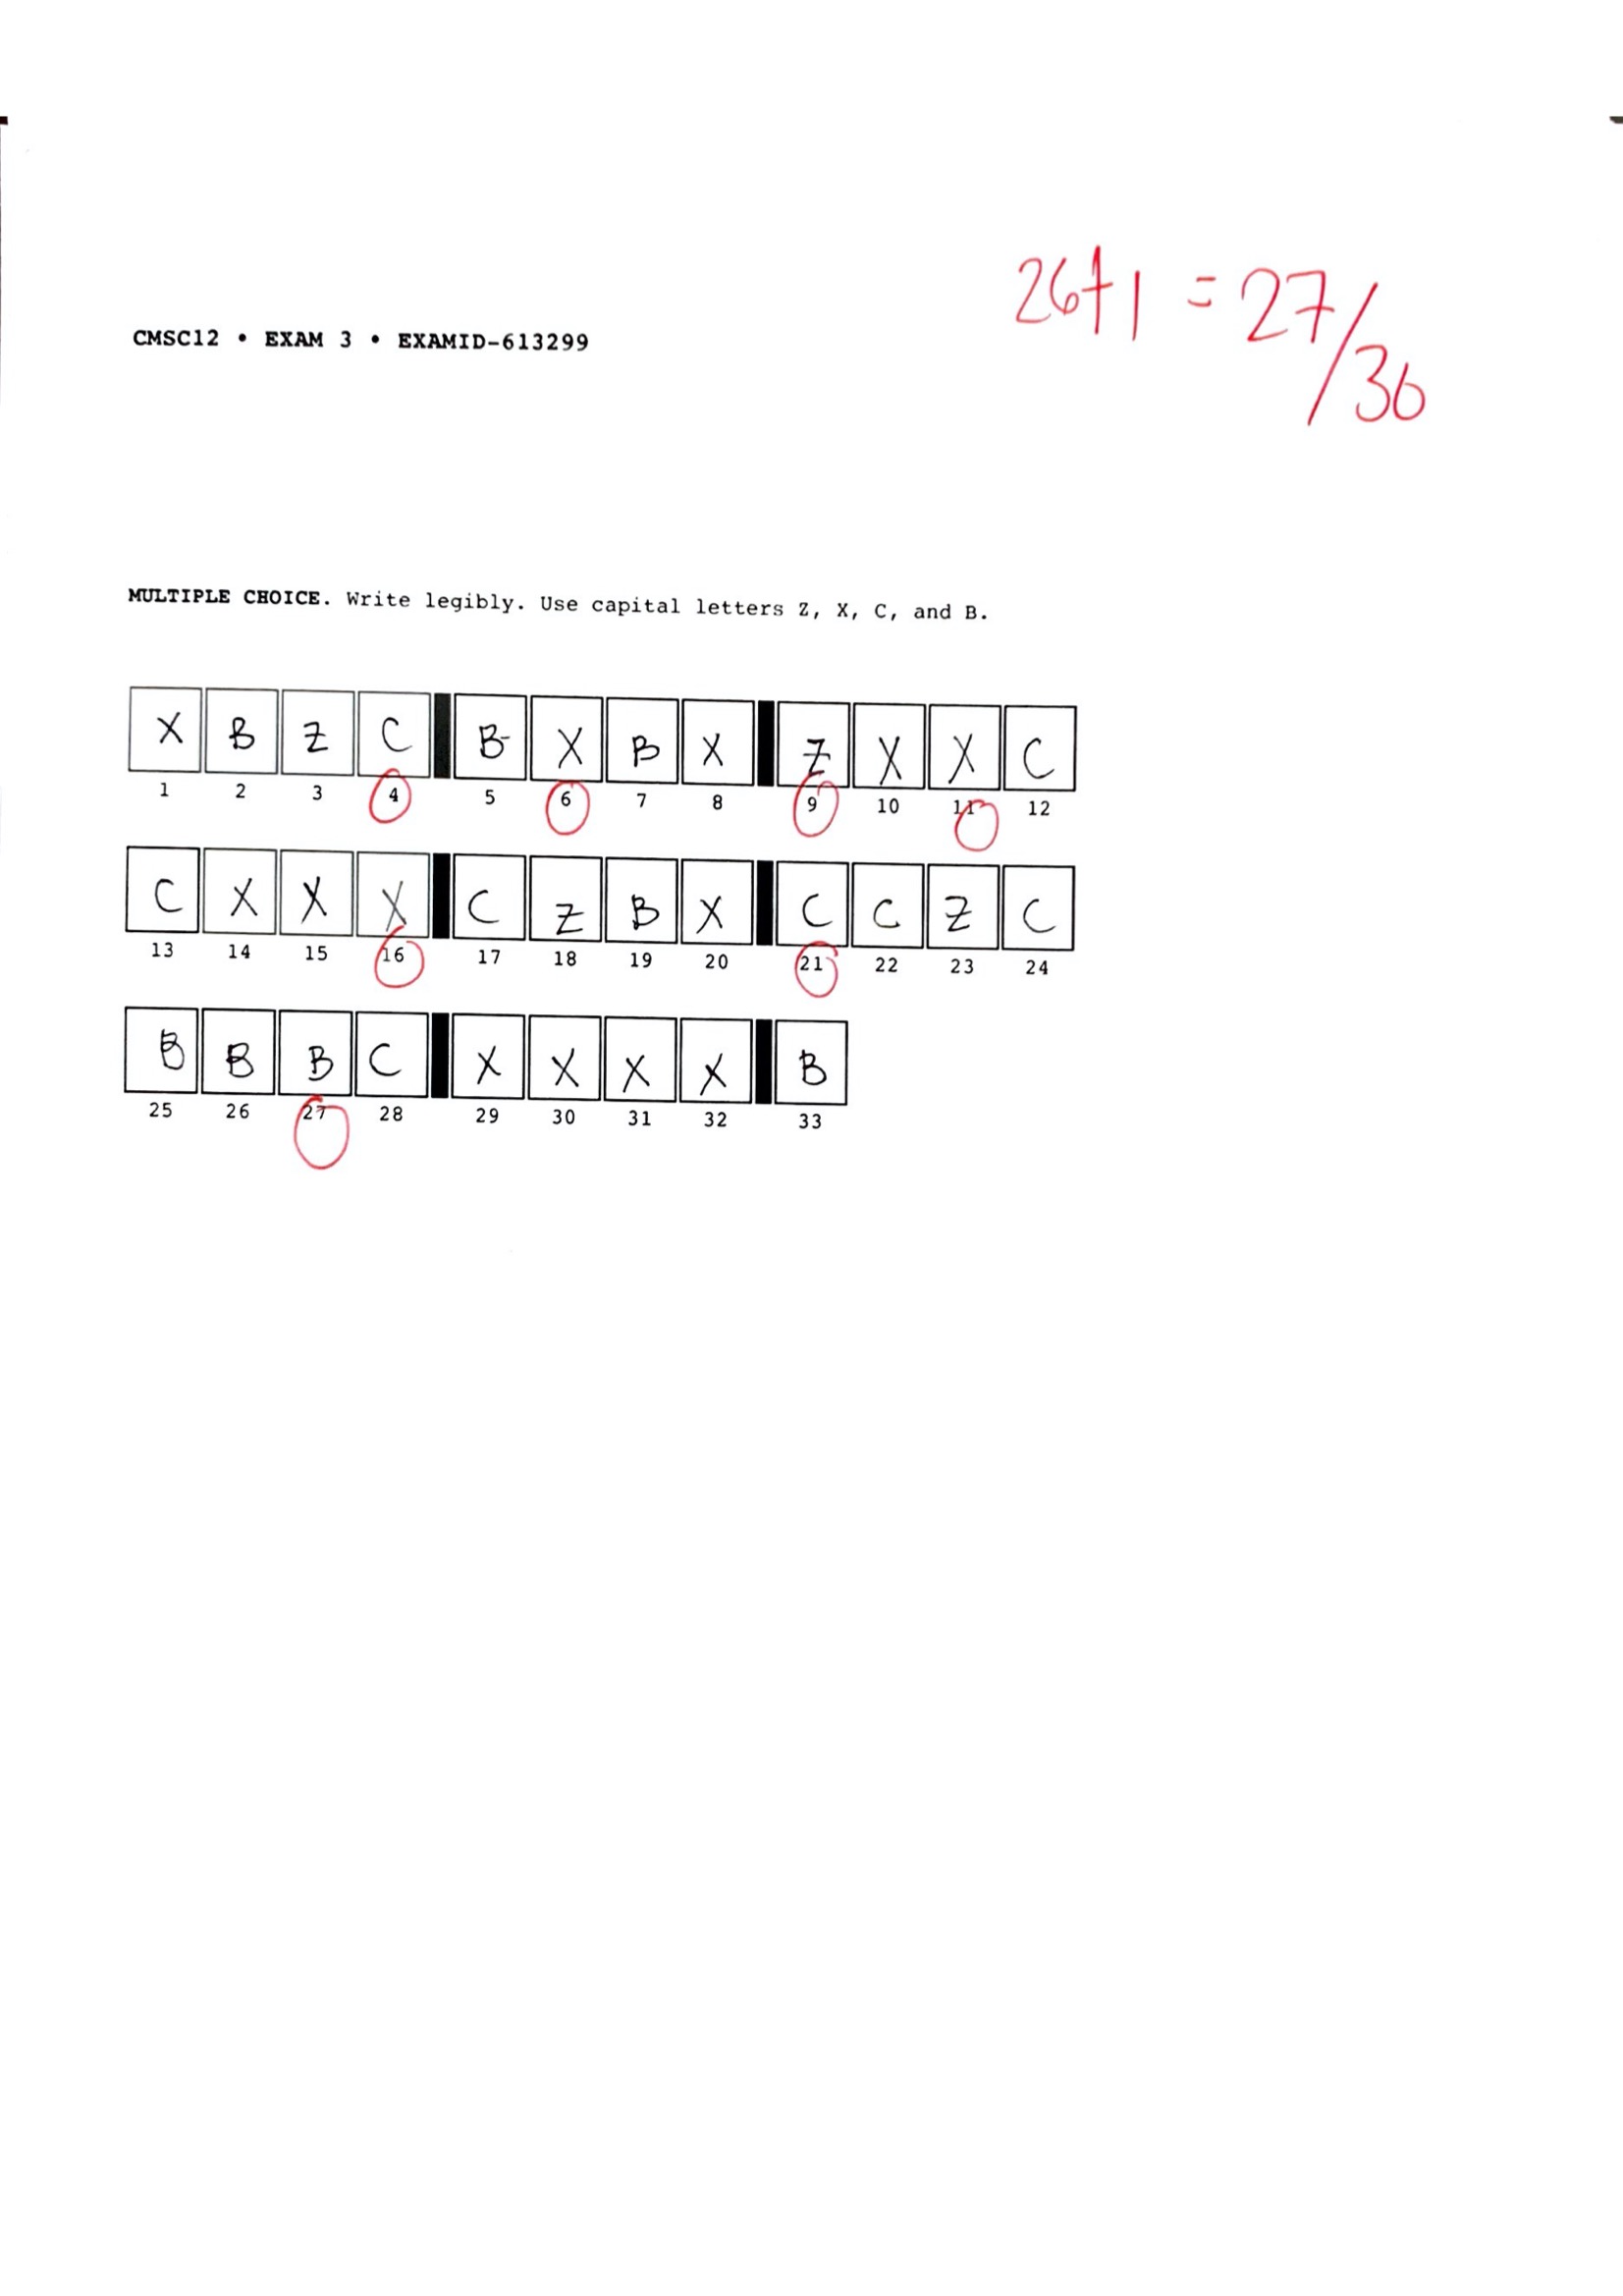 26+1 = 27/30
CMSC12 • EXAM 3 • EXAMID-613299
MULTIPLE CHOICE. Write legibly. Use capital letters Z, X, C, and B.
X B Z C B X B X Z X X C
1 2 3 4 5 6 7 8 9 10 11 12
C X X X C Z B X C C Z C
13 14 15 16 17 18 19 20 21 22 23 24
B B B C X X X X B
25 26 27 28 29 30 31 32 33